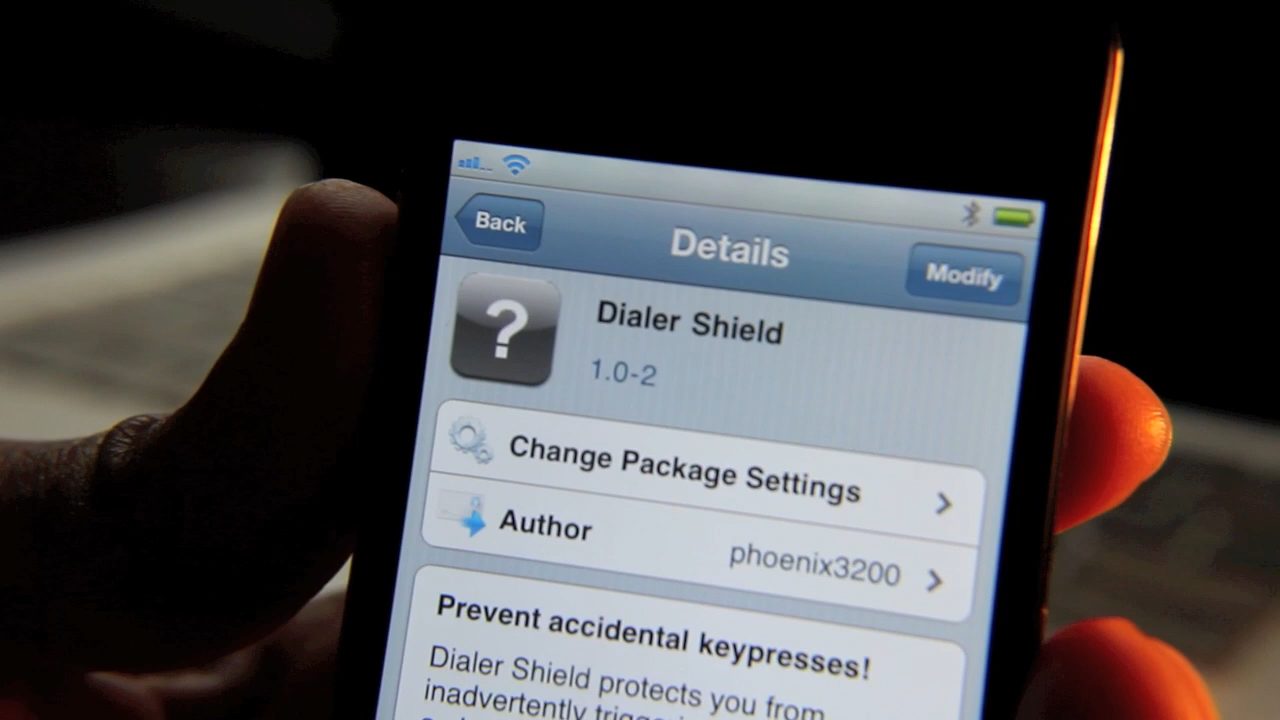 Back
Details
Modify
?
Dialer Shield
1.0-2
Change Package Settings
Author
phoenix3200
Prevent accidental keypresses!
Dialer Shield protects you from
inadvertently